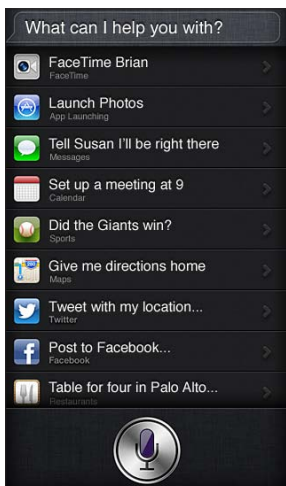 What can I help you with?
FaceTime Brian
FaceTime
Launch Photos
App Launching
Tell Susan I'll be right there
Messages
Set up a meeting at 9
Calendar
Did the Giants win?
Sports
Give me directions home
Maps
Tweet with my location...
Twitter
Post to Facebook...
Facebook
Table for four in Palo Alto...
Restaurants